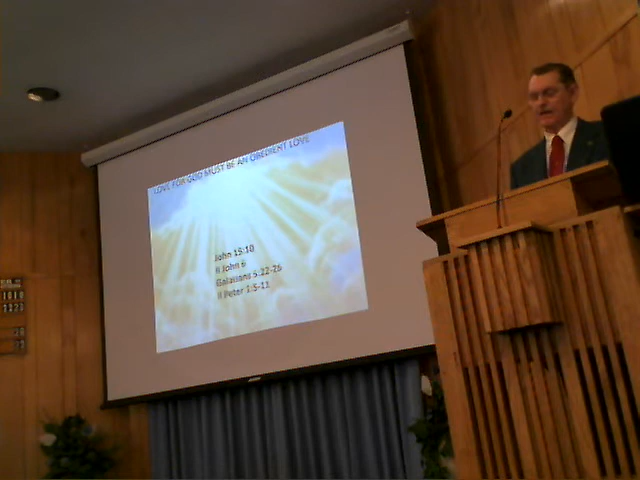 LOVE FOR GOD MUST BE AN OBEDIENT LOVE
John 15:10
II John 6
Galatians 5:22-26
II Peter 1:5-11